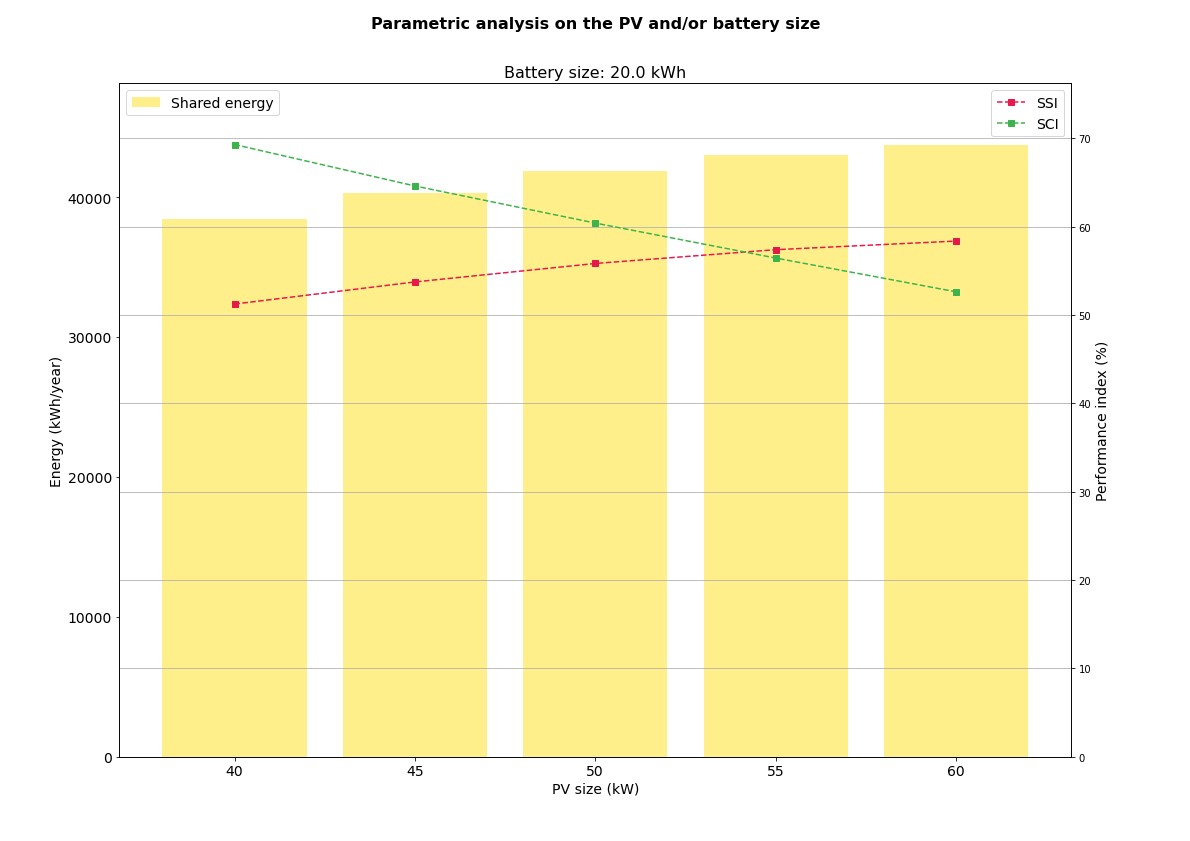 Parametric analysis on the PV and/or battery size
Battery size: 20.0 kWh
Shared energy
SSI
SCI
Energy (kWh/year)
40000
30000
20000
10000
0
70
60
50
40
30
20
10
0
Performance index (%)
40 45 50 55 60
PV size (kW)